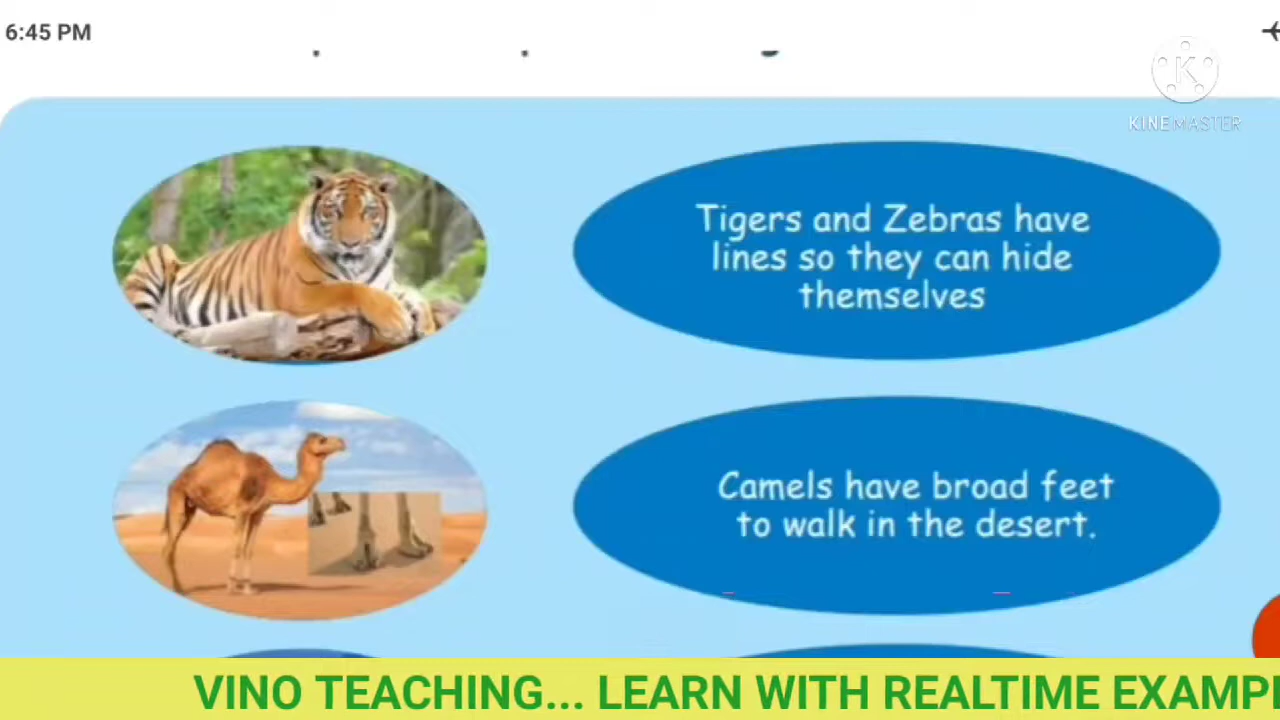 6:45 PM
KINEMASTER
Tigers and Zebras have
lines so they can hide
themselves
Camels have broad feet
to walk in the desert.
VINO TEACHING... LEARN WITH REALTIME